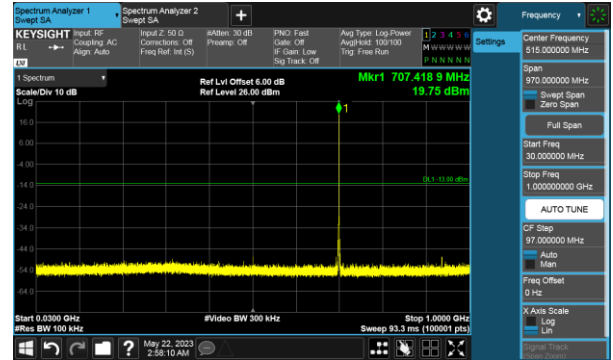 Spectrum Analyzer 1
Swept SA
Spectrum Analyzer 2
Swept SA
+
Frequency
KEYSIGHT
RL
Input: RF
Coupling: AC
Align: Auto
Input Z: 50 Ω
Corrections: Off
Freq Ref: Int (S)
#Atten: 30 dB
Preamp: Off
PNO: Fast
Gate: Off
IF Gain: Low
Sig Track: Off
Avg Type: Log-Power
Avg|Hold: 100/100
Trig: Free Run
1 2 3 4 5 6
M W W W W W
P N N N N N
LXI
1 Spectrum
Scale/Div 10 dB
Log
Ref Lvl Offset 6.00 dB
Ref Level 26.00 dBm
Mkr1 707.418 9 MHz
19.75 dBm
1
16.0
6.00
-4.00
-14.0
-24.0
-34.0
-44.0
-54.0
-64.0
DL1 -13.00 dBm
Start 0.0300 GHz
#Res BW 100 kHz
#Video BW 300 kHz
Stop 1.0000 GHz
Sweep 93.3 ms (100001 pts)
Settings
Center Frequency
515.000000 MHz
Span
970.000000 MHz
Swept Span
Zero Span
Full Span
Start Freq
30.000000 MHz
Stop Freq
1.000000000 GHz
AUTO TUNE
CF Step
97.000000 MHz
Auto
Man
Freq Offset
0 Hz
X Axis Scale
Log
Lin
Signal Track
(Span Zoom)
?
May 22, 2023
2:58:10 AM